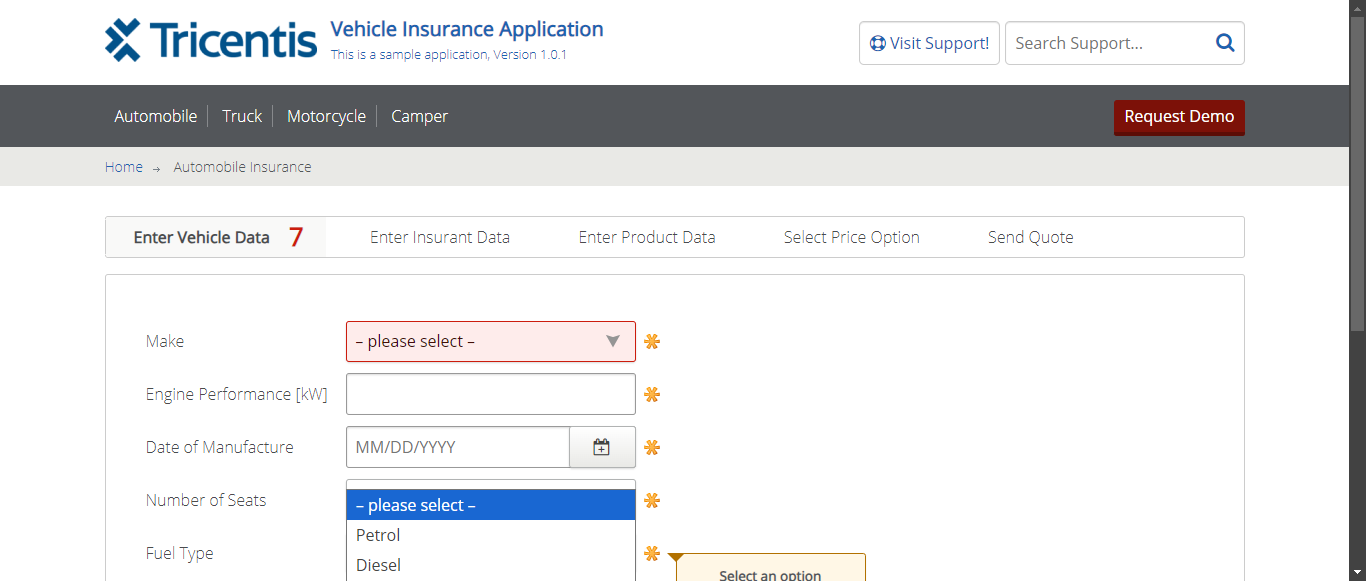 Tricentis
Vehicle Insurance Application
This is a sample application, Version 1.0.1
Visit Support!
Search Support...
Automobile
Truck
Motorcycle
Camper
Request Demo
Home → Automobile Insurance
Enter Vehicle Data 7
Enter Insurant Data
Enter Product Data
Select Price Option
Send Quote
Make
– please select –
Engine Performance [kW]
Date of Manufacture
MM/DD/YYYY
Number of Seats
– please select –
Petrol
Fuel Type
Diesel
Select an option